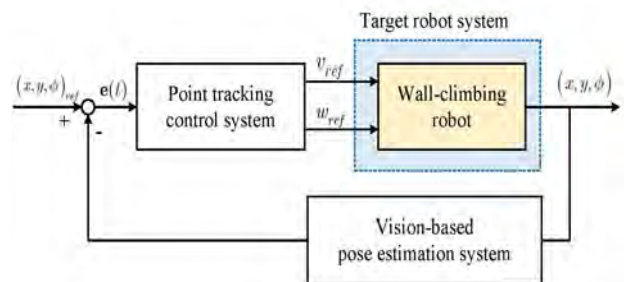 Target robot system
(x, y, ϕ)ref
+
-
e(t)
Point tracking
control system
vref
wref
Wall-climbing
robot
(x, y, ϕ)
Vision-based
pose estimation system